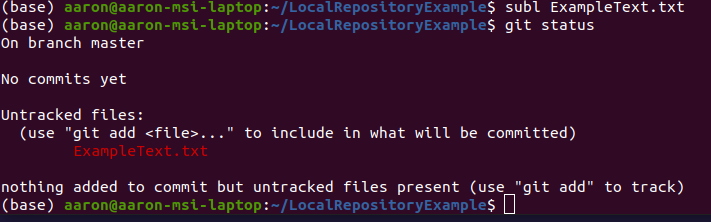 (base) aaron@aaron-msi-laptop:~/LocalRepositoryExample$ subl ExampleText.txt
(base) aaron@aaron-msi-laptop:~/LocalRepositoryExample$ git status
On branch master

No commits yet

Untracked files:
  (use "git add <file>..." to include in what will be committed)
        ExampleText.txt

nothing added to commit but untracked files present (use "git add" to track)
(base) aaron@aaron-msi-laptop:~/LocalRepositoryExample$